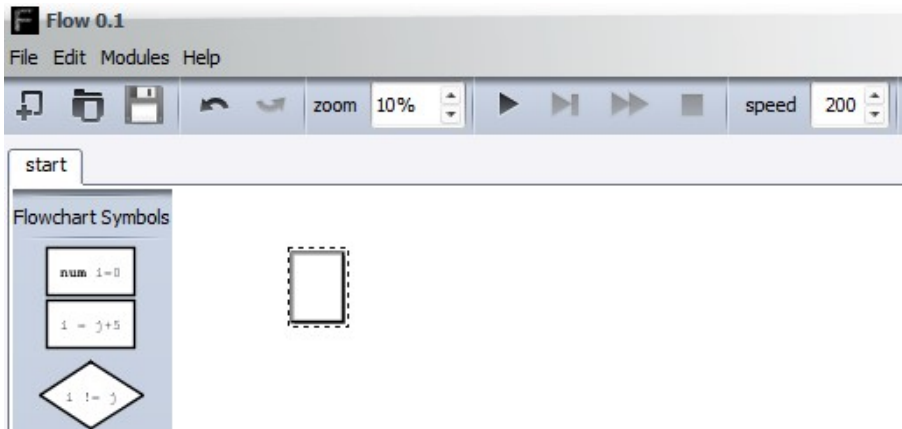 F Flow 0.1
File Edit Modules Help
zoom 10% speed 200
start
Flowchart Symbols
num i=0
i = j+5
i != j